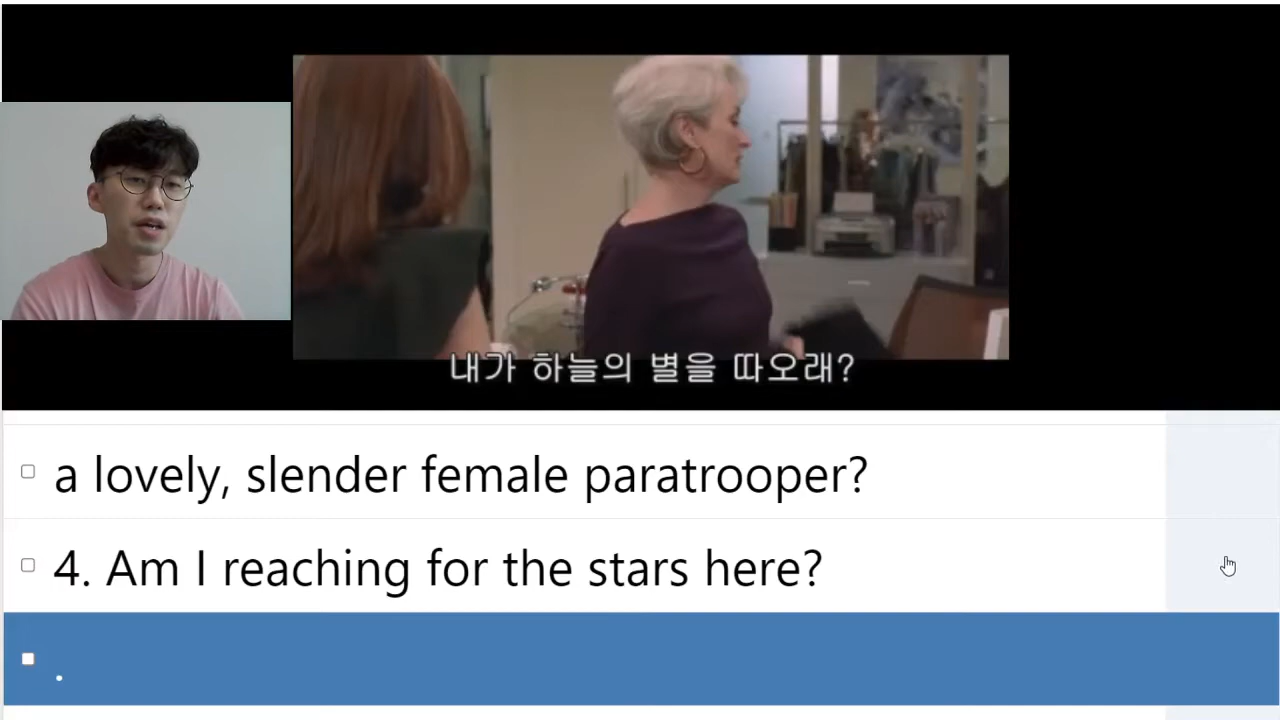 내가 하늘의 별을 따오래?
a lovely, slender female paratrooper?
4. Am I reaching for the stars here?
.